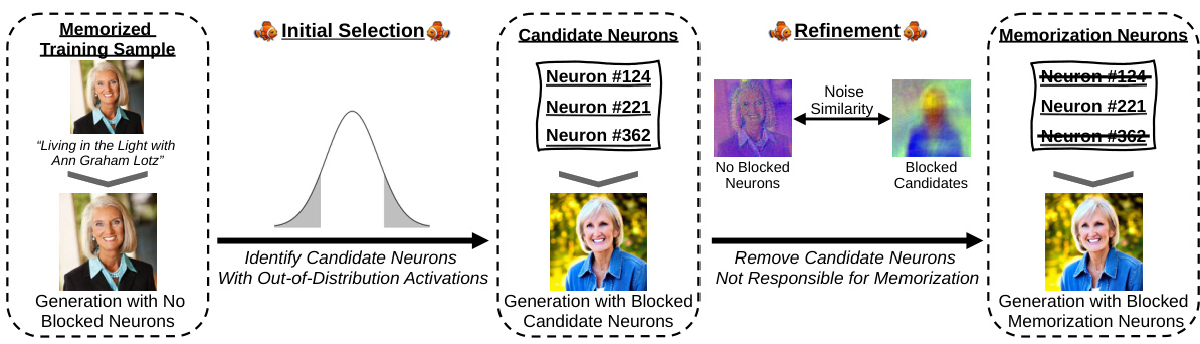 Memorized
Training Sample
"Living in the Light with
Ann Graham Lotz"
Generation with No
Blocked Neurons
Initial Selection
Identify Candidate Neurons
With Out-of-Distribution Activations
Candidate Neurons
Neuron #124
Neuron #221
Neuron #362
Generation with Blocked
Candidate Neurons
Refinement
Noise
Similarity
No Blocked
Neurons
Blocked
Candidates
Remove Candidate Neurons
Not Responsible for Memorization
Memorization Neurons
Neuron #124
Neuron #221
Neuron #362
Generation with Blocked
Memorization Neurons